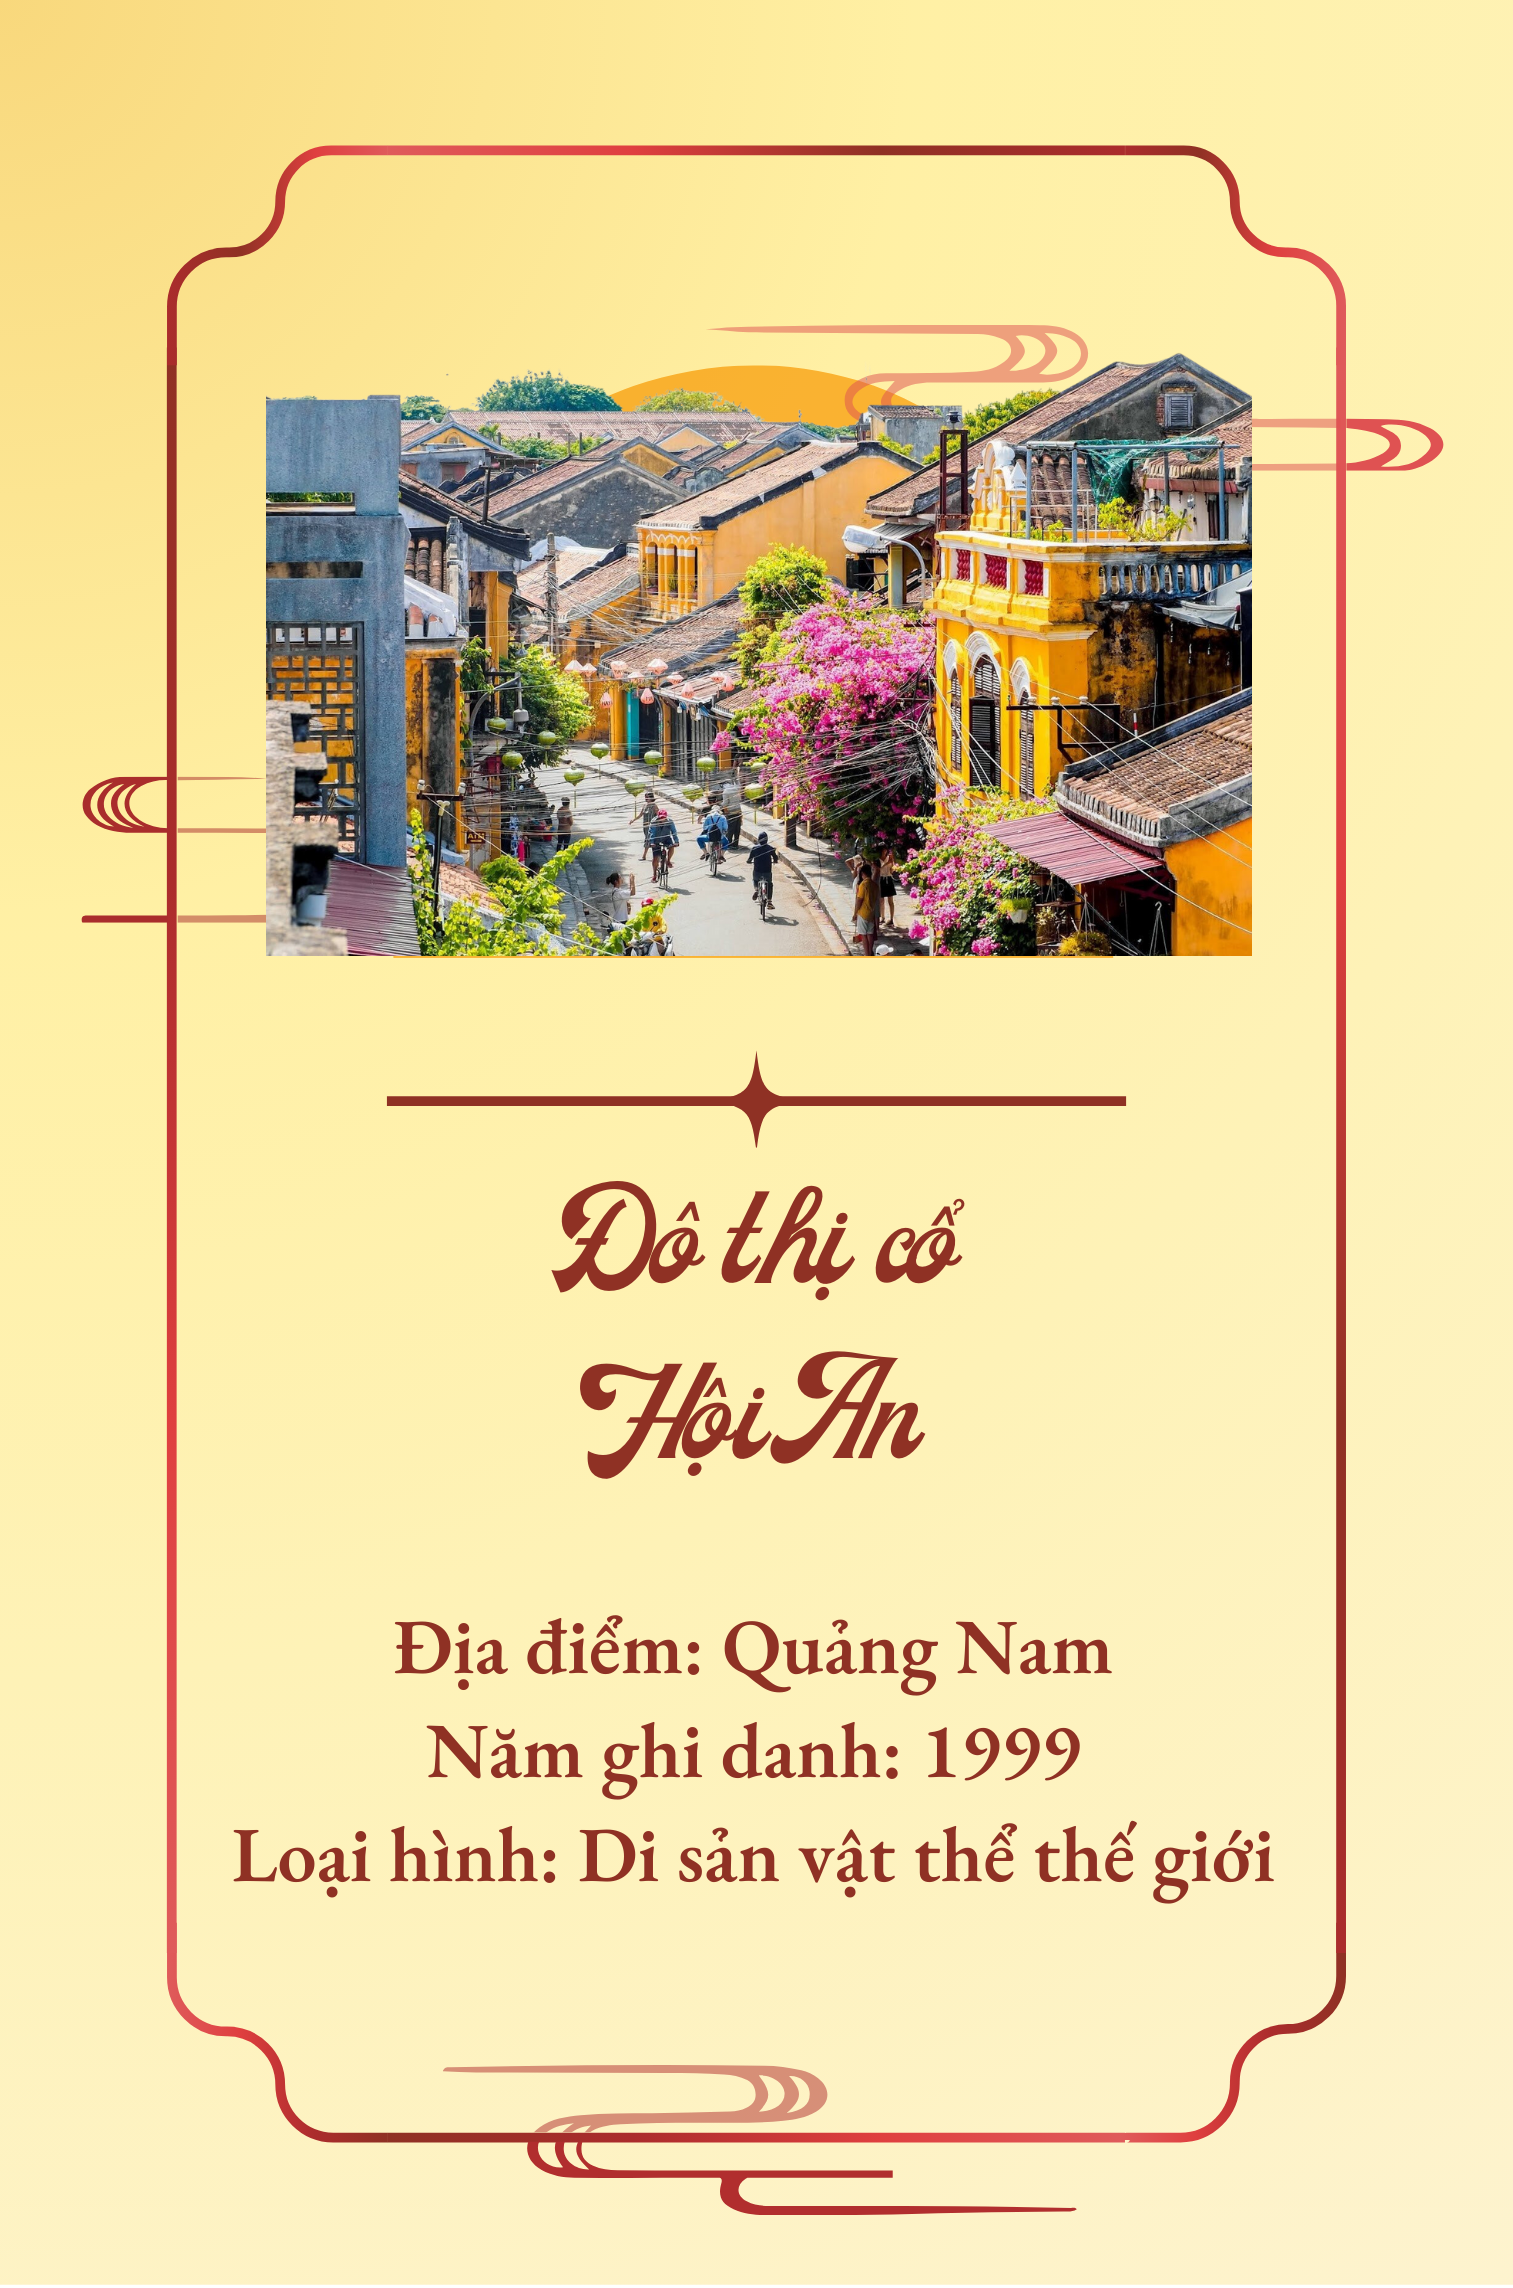 Đô thị cổ
Hội An
Địa điểm: Quảng Nam
Năm ghi danh: 1999
Loại hình: Di sản vật thể thế giới